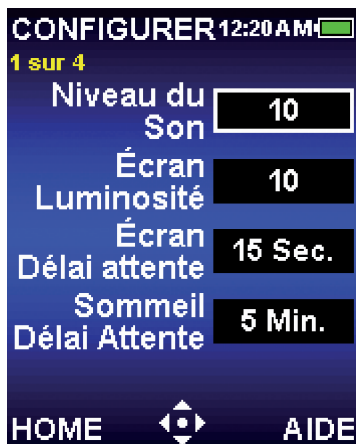 CONFIGURER 12:20AM
1 sur 4
Niveau du
Son
10
Écran
Luminosité
10
Écran
Délai attente
15 Sec.
Sommeil
Délai Attente
5 Min.
HOME AIDE